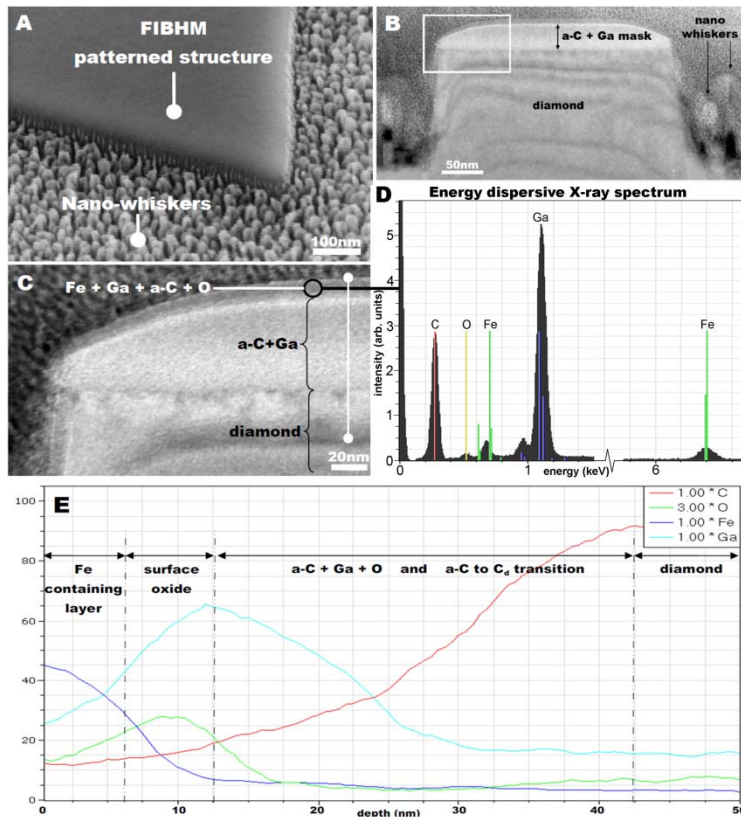 A
FIBHM
patterned structure
Nano-whiskers
100nm
B
a-C + Ga mask
nano
whiskers
diamond
50nm
C
Fe + Ga + a-C + O
a-C+Ga
diamond
20nm
D
Energy dispersive X-ray spectrum
Ga
C
O
Fe
Fe
5
4
3
2
1
0
intensity (arb. units)
0
1
6
energy (keV)
E
1.00 * C
3.00 * O
1.00 * Fe
1.00 * Ga
Fe
containing
layer
surface
oxide
a-C + Ga + O and a-C to Cd transition
diamond
100
80
60
40
20
0
0
10
20
30
40
50
depth (nm)